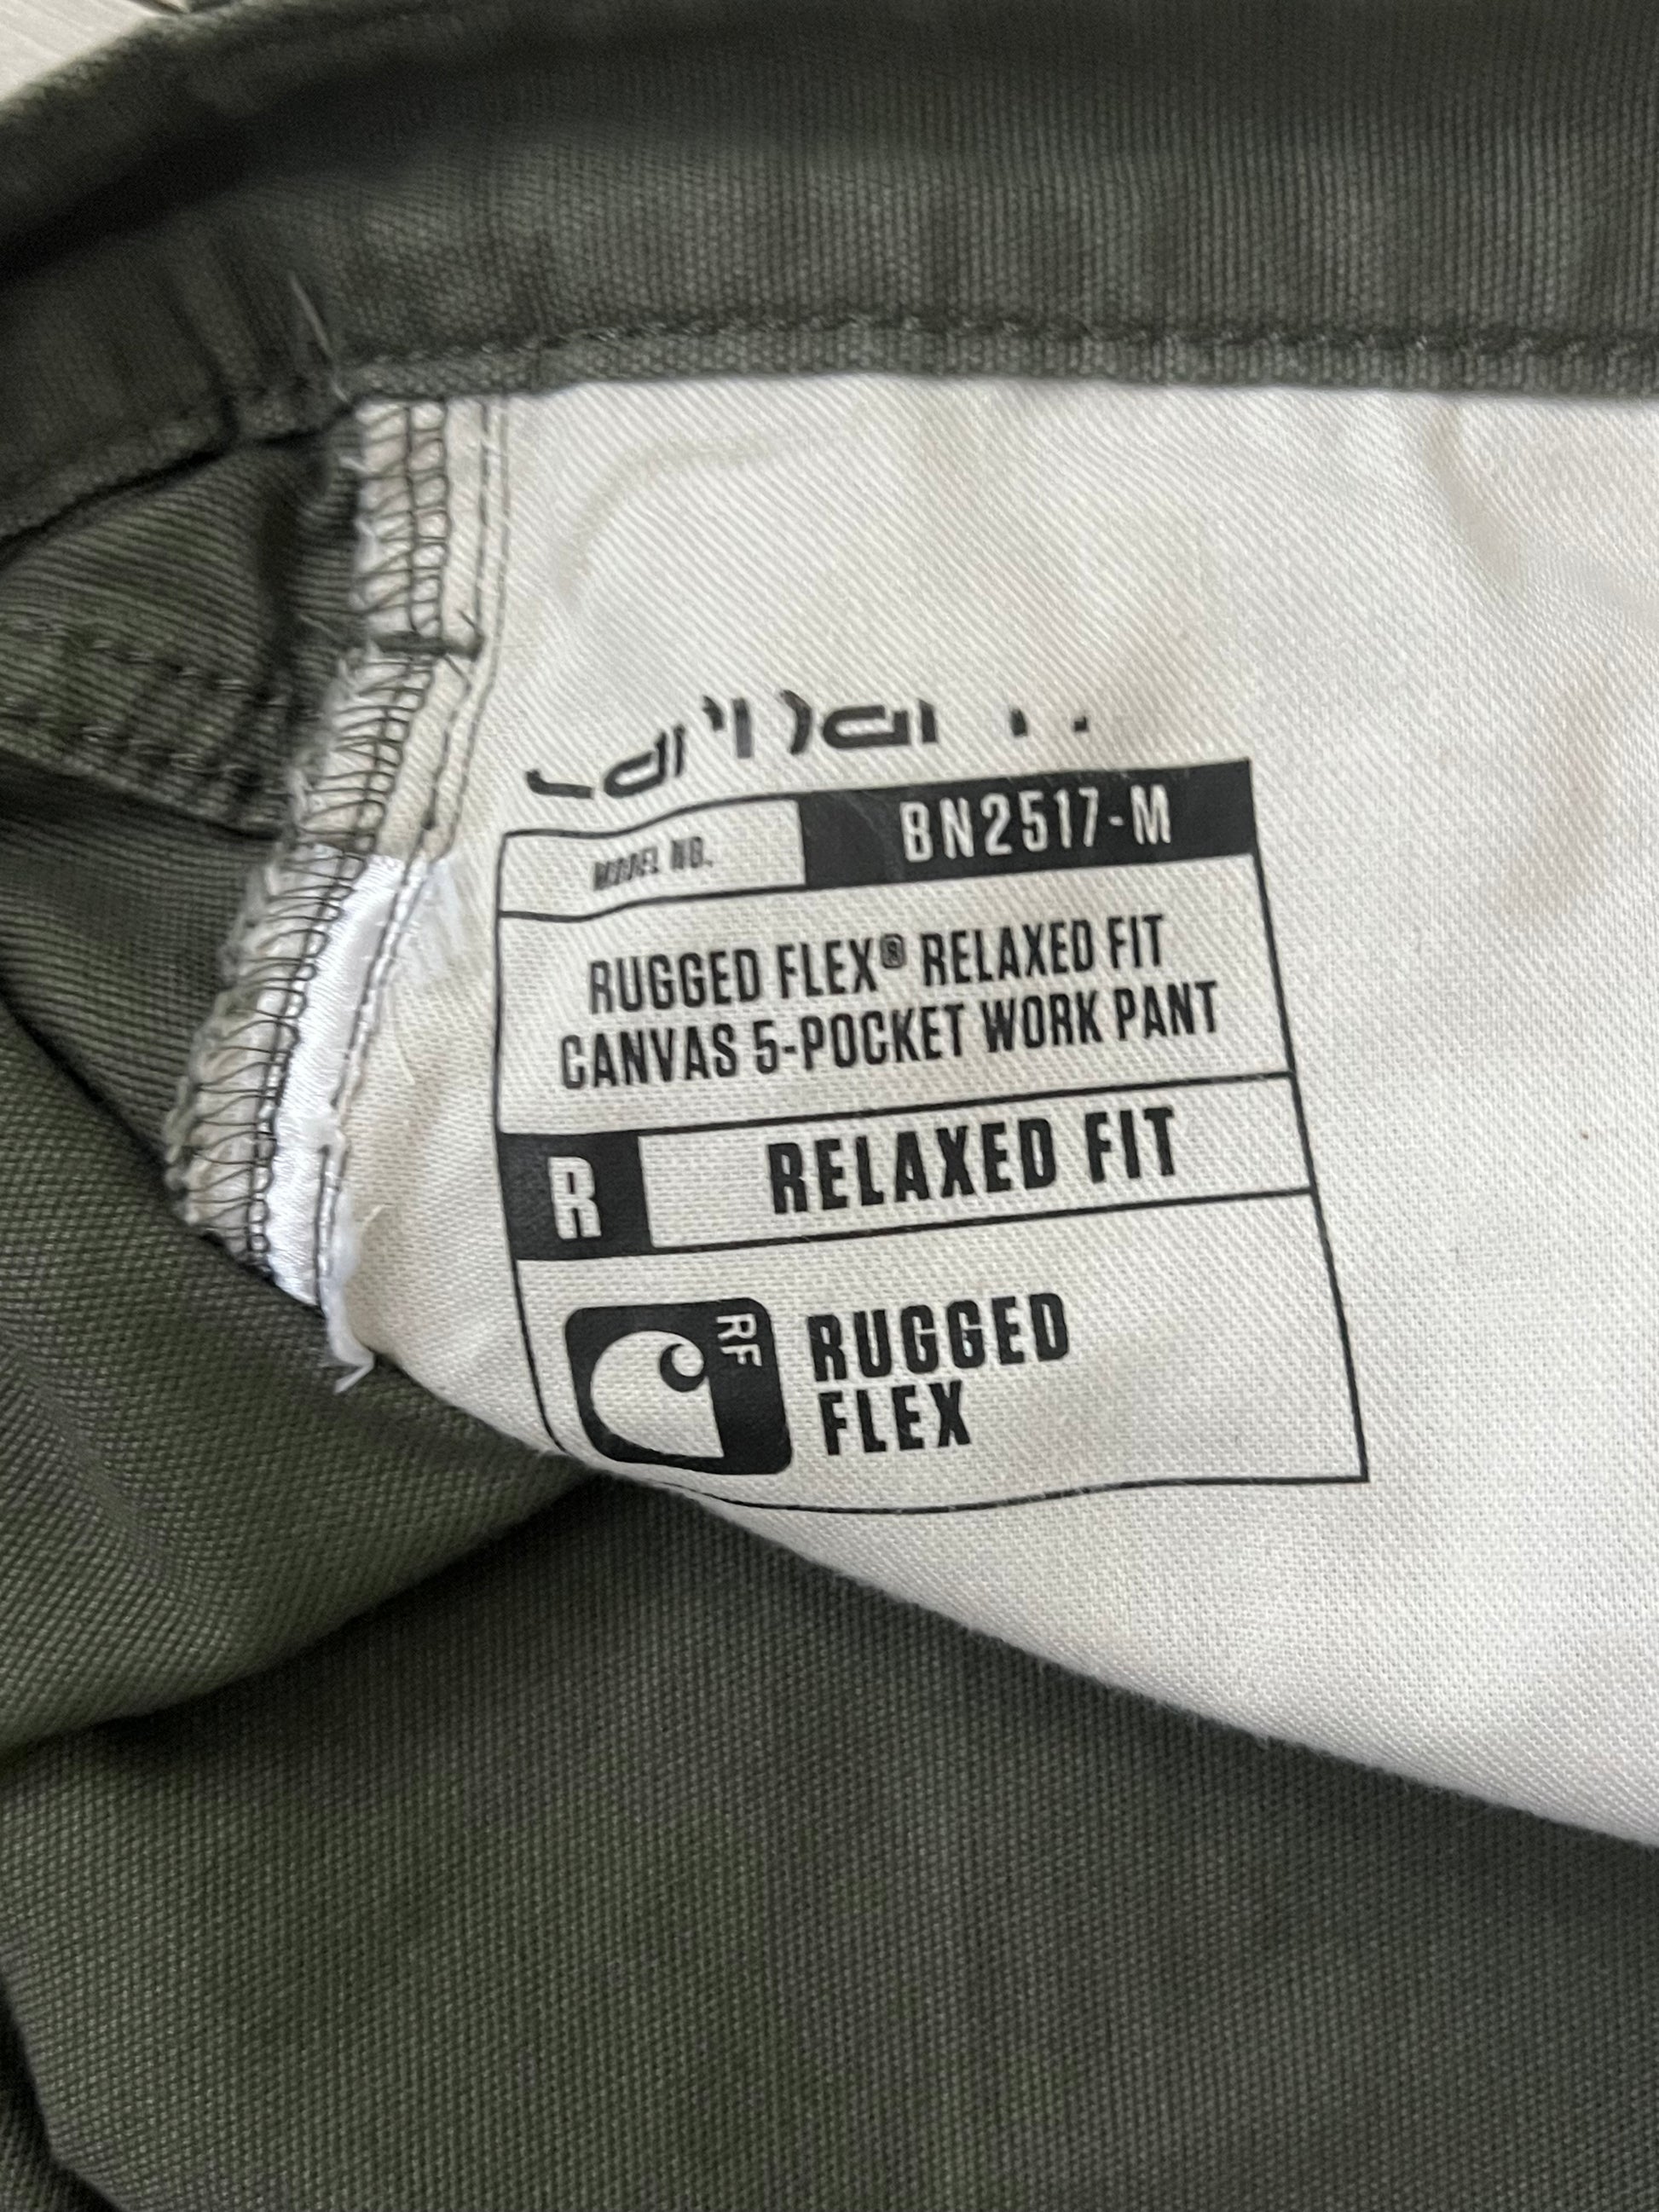 MODEL NO. BN2517-M
RUGGED FLEX® RELAXED FIT
CANVAS 5-POCKET WORK PANT
R RELAXED FIT
RF RUGGED
FLEX